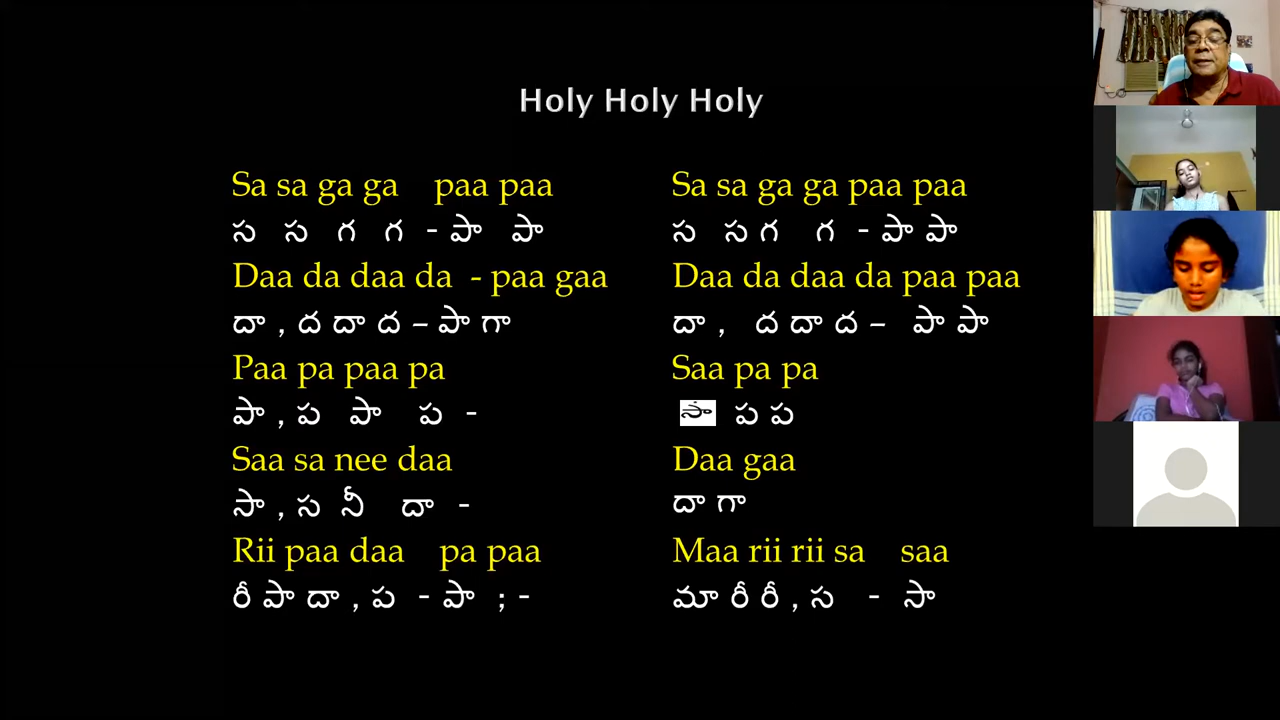 Holy Holy Holy
Sa sa ga ga paa paa
స స గ గ - పా పా
Daa da daa da - paa gaa
దా , ద దా ద – పా గా
Paa pa paa pa
పా , ప పా ప -
Saa sa nee daa
సా , స నీ దా -
Rii paa daa pa paa
రీ పా దా , ప - పా ; -
Sa sa ga ga paa paa
స స గ గ - పా పా
Daa da daa da paa paa
దా , ద దా ద – పా పా
Saa pa pa
సా ప ప
Daa gaa
దా గా
Maa rii rii sa saa
మా రీ రీ , స - సా